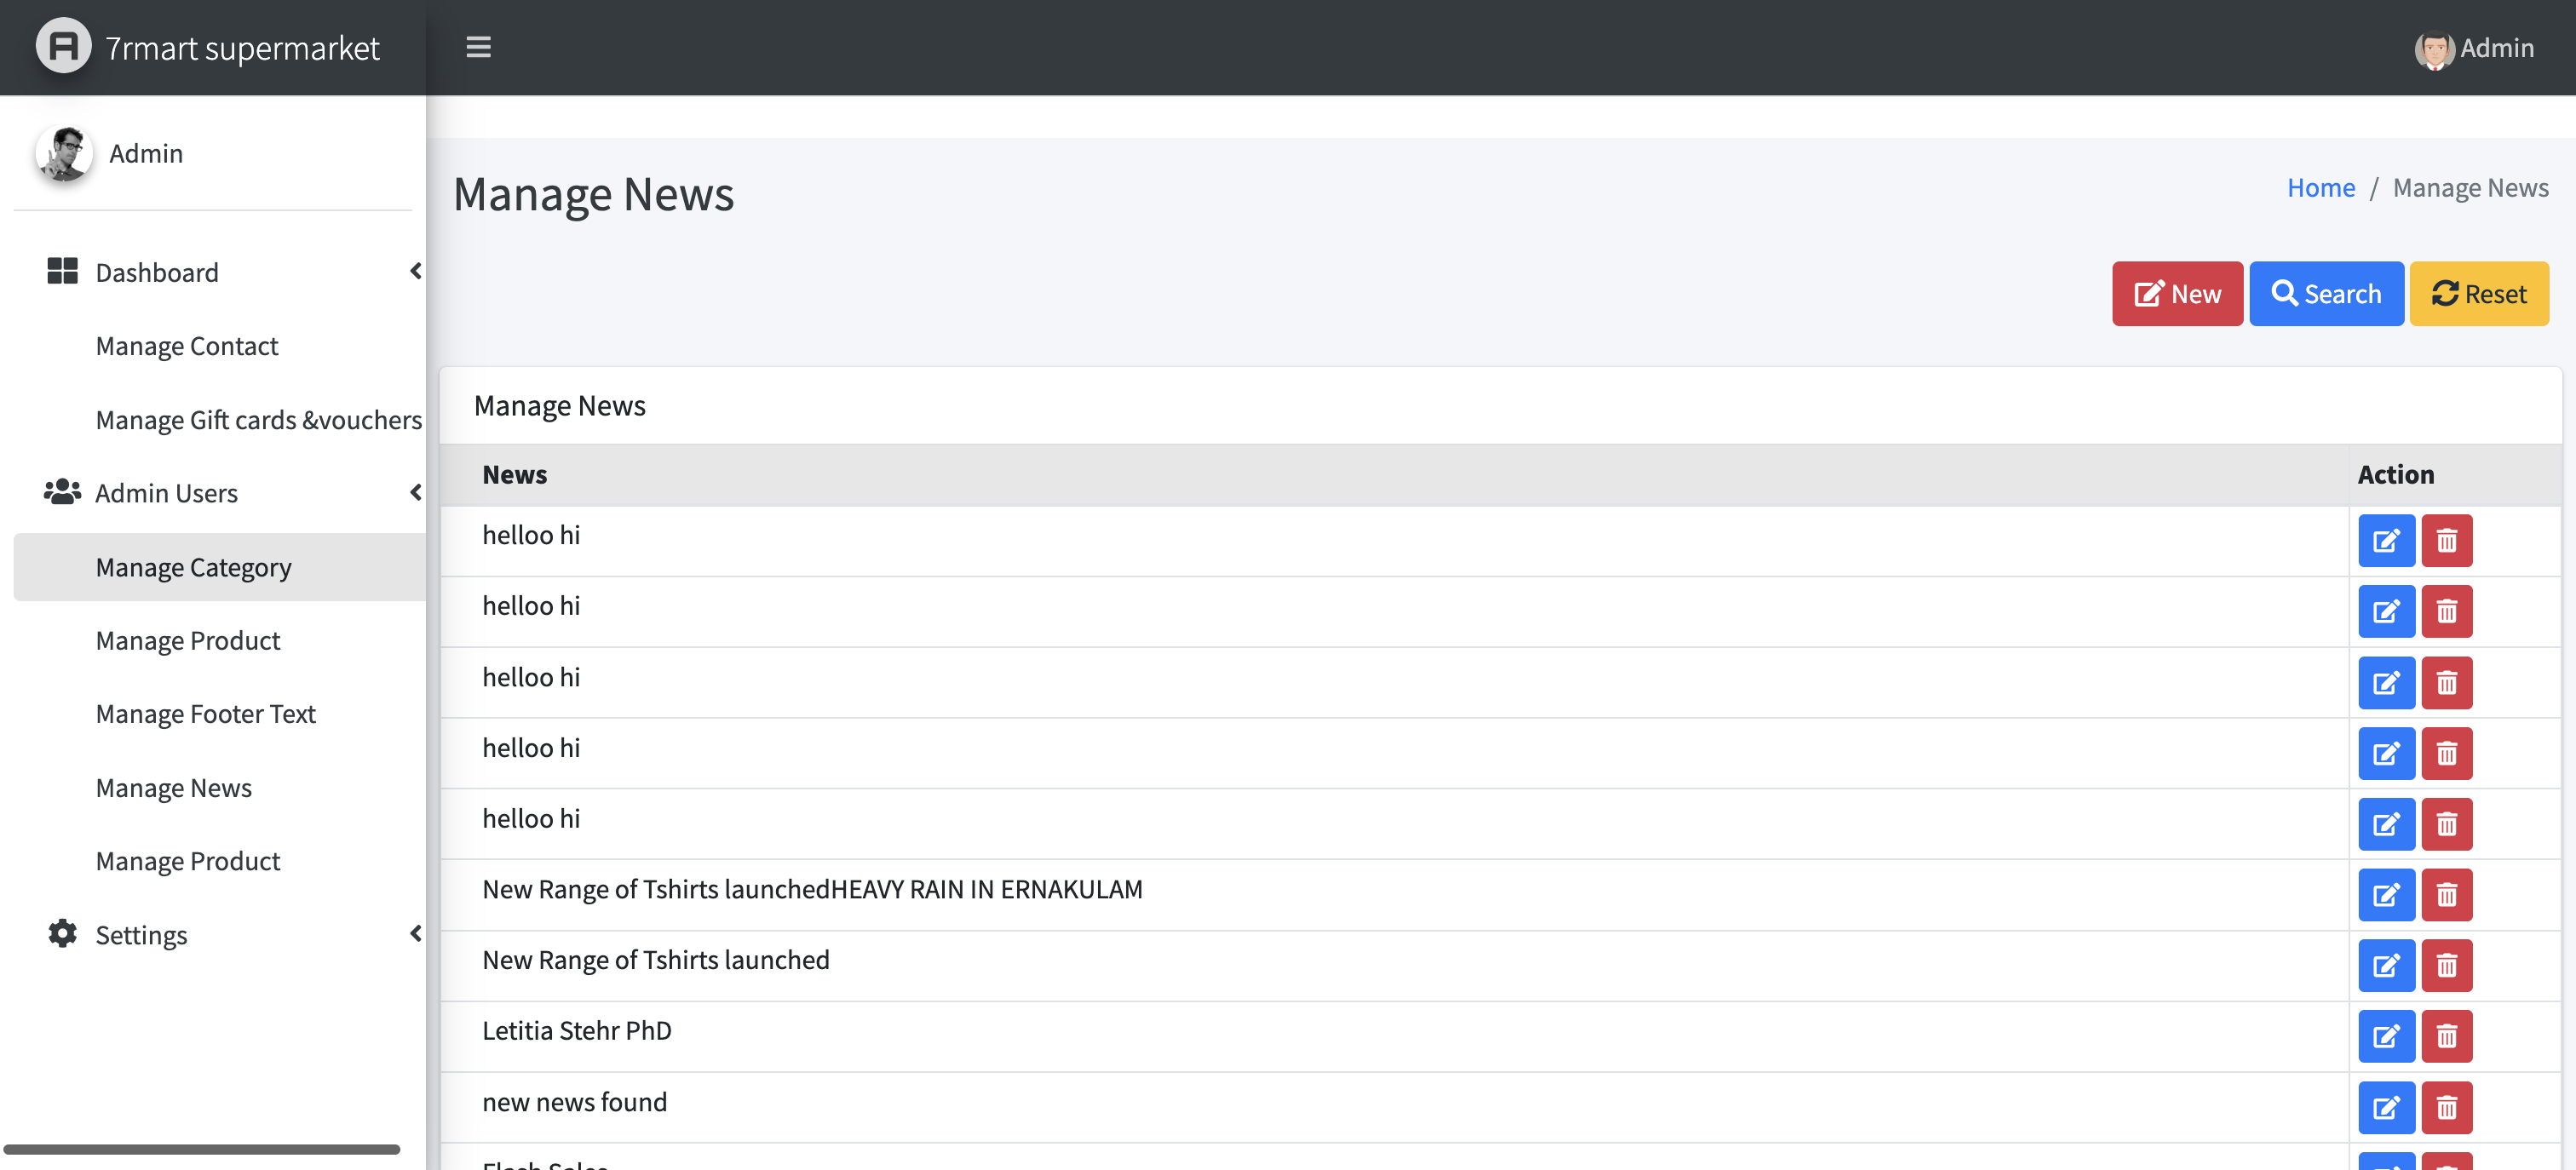 7rmart supermarket
Admin
Admin
Dashboard
Manage Contact
Manage Gift cards &vouchers
Admin Users
Manage Category
Manage Product
Manage Footer Text
Manage News
Manage Product
Settings
Manage News
Home / Manage News
New
Search
Reset
Manage News
News Action
helloo hi
helloo hi
helloo hi
helloo hi
helloo hi
New Range of Tshirts launchedHEAVY RAIN IN ERNAKULAM
New Range of Tshirts launched
Letitia Stehr PhD
new news found
Flash Sales